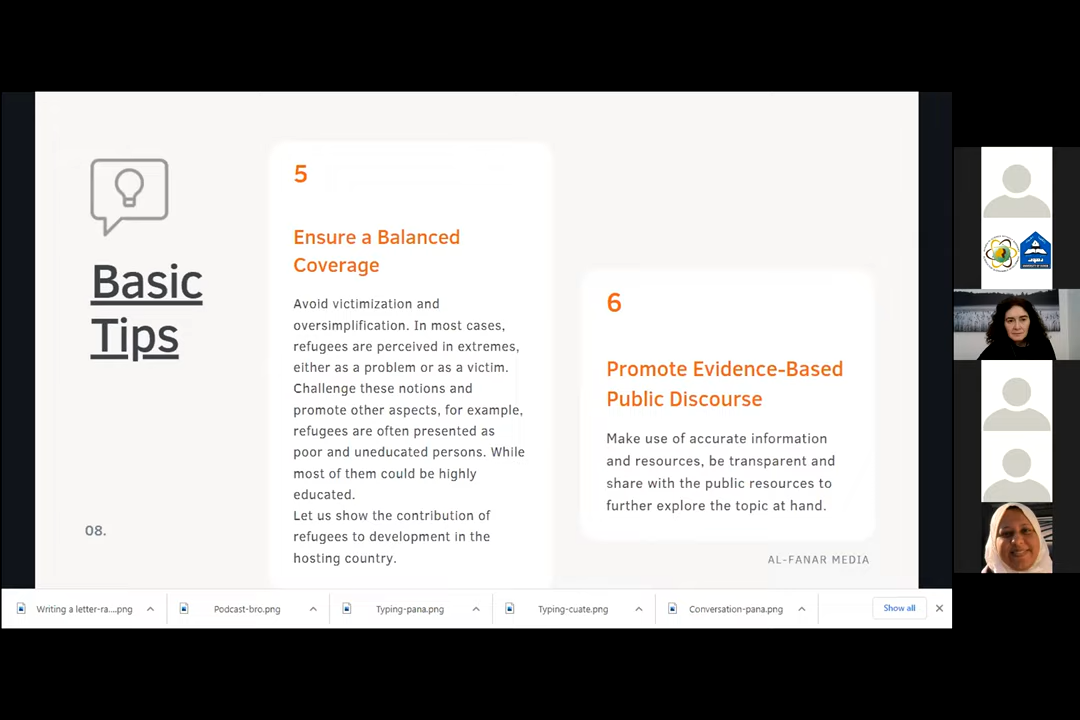 Basic
Tips
08.
5
Ensure a Balanced
Coverage
Avoid victimization and
oversimplification. In most cases,
refugees are perceived in extremes,
either as a problem or as a victim.
Challenge these notions and
promote other aspects, for example,
refugees are often presented as
poor and uneducated persons. While
most of them could be highly
educated.
Let us show the contribution of
refugees to development in the
hosting country.
6
Promote Evidence-Based
Public Discourse
Make use of accurate information
and resources, be transparent and
share with the public resources to
further explore the topic at hand.
AL-FANAR MEDIA
Writing a letter-ra....png
Podcast-bro.png
Typing-pana.png
Typing-cuate.png
Conversation-pana.png
Show all